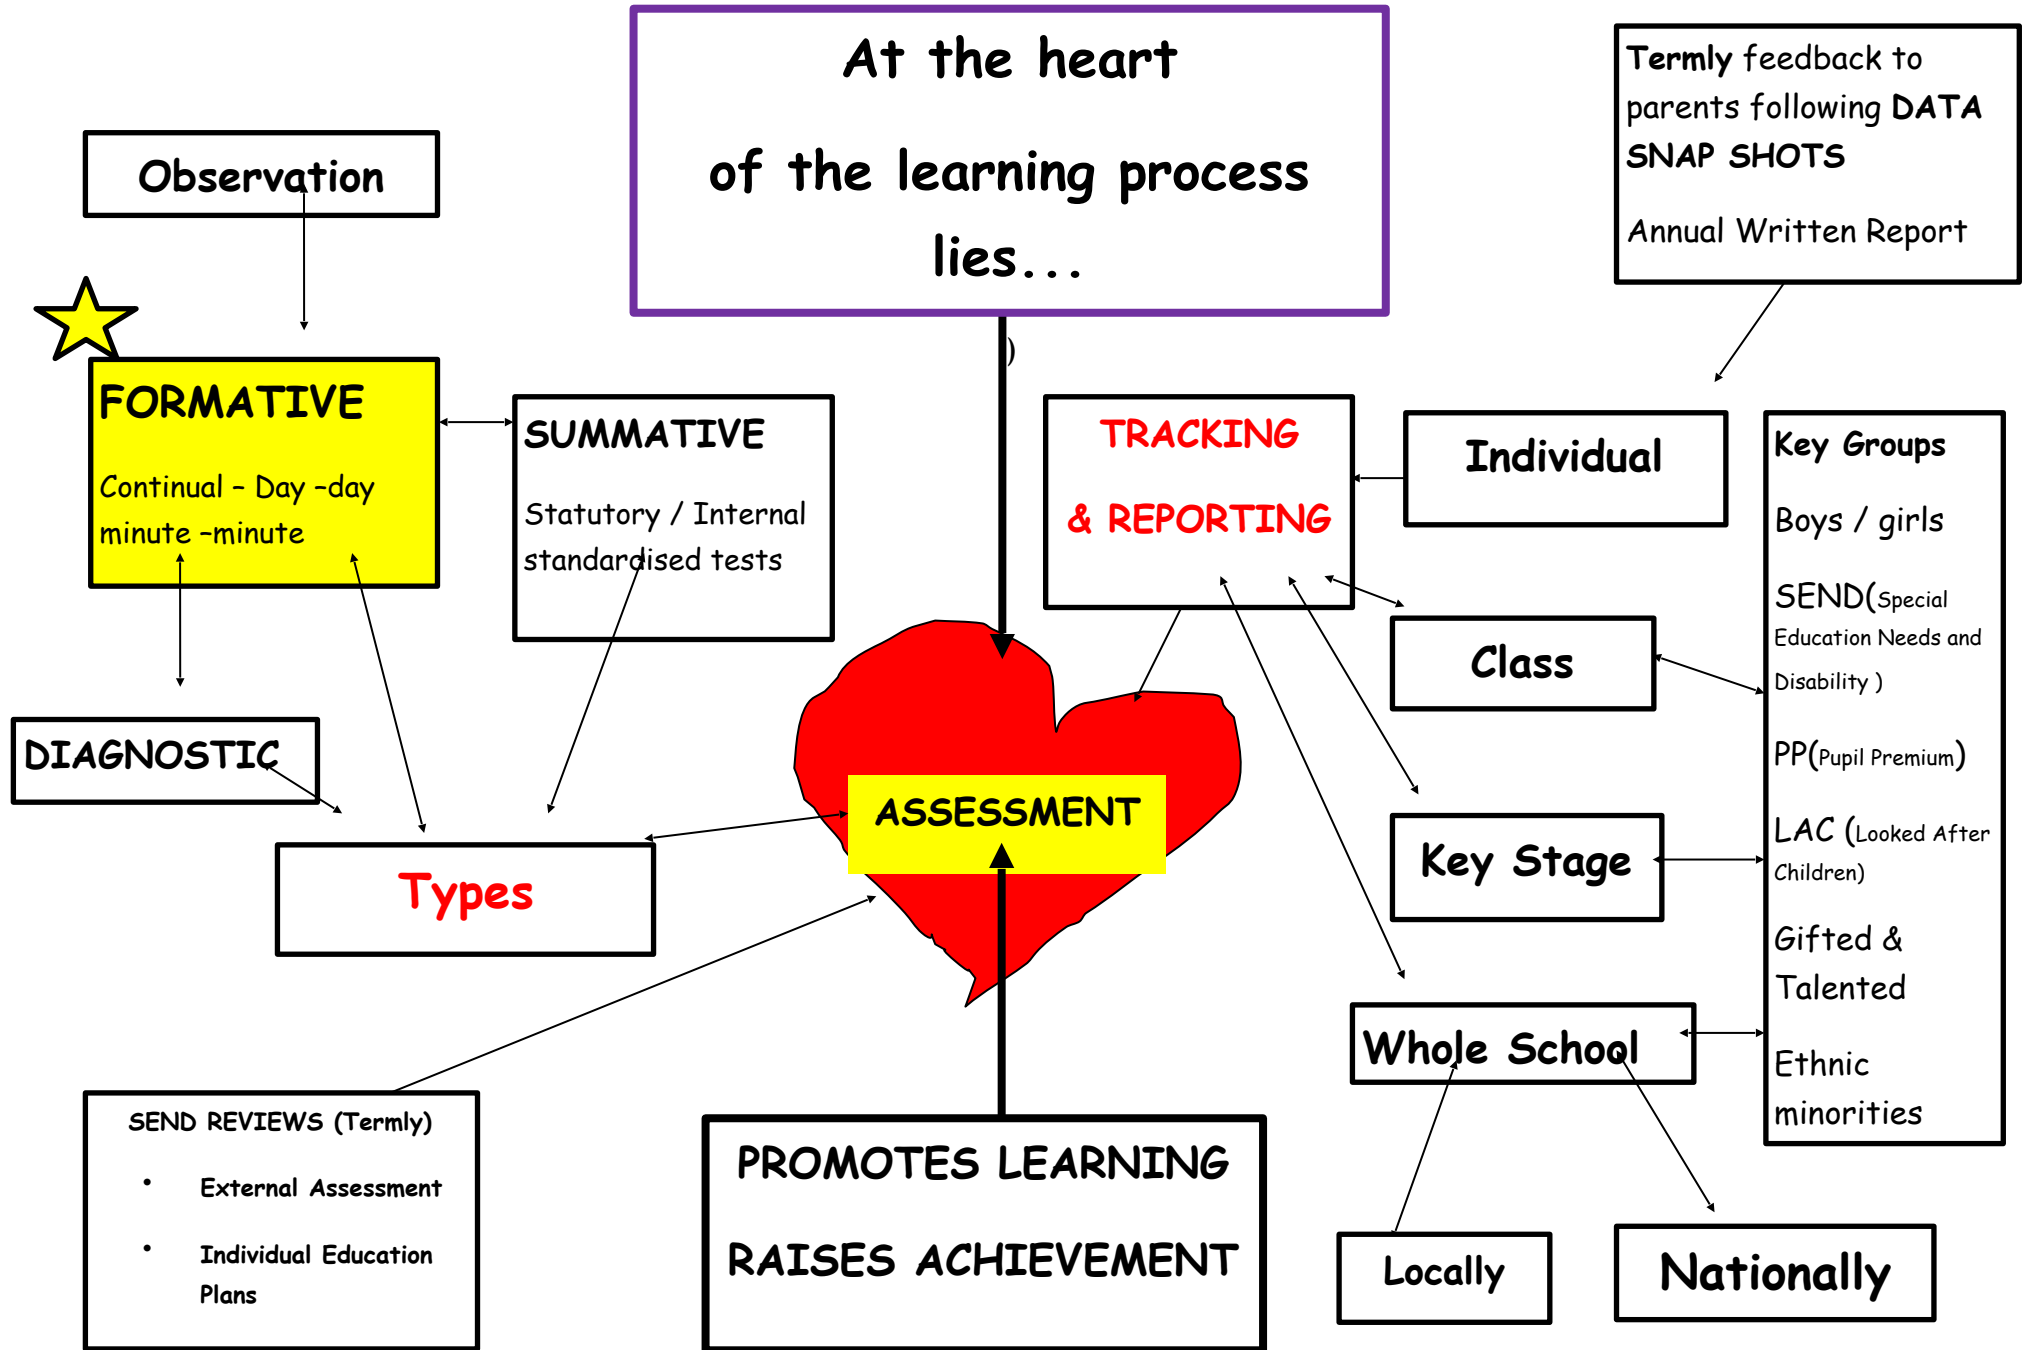 At the heart
of the learning process
lies...
Termly feedback to
parents following DATA
SNAP SHOTS
Annual Written Report
Observation
)
FORMATIVE
Continual – Day –day
minute –minute
SUMMATIVE
Statutory / Internal
standardised tests
TRACKING
& REPORTING
Individual
Key Groups
Boys / girls
SEND(Special
Education Needs and
Disability )
PP(Pupil Premium)
LAC (Looked After
Children)
Gifted &
Talented
Ethnic
minorities
Class
DIAGNOSTIC
ASSESSMENT
Types
Key Stage
Whole School
SEND REVIEWS (Termly)
• External Assessment
• Individual Education
Plans
PROMOTES LEARNING
RAISES ACHIEVEMENT
Locally
Nationally